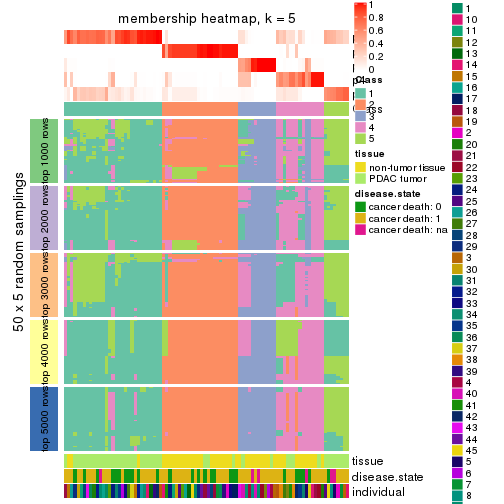 membership heatmap, k = 5
50 x 5 random samplings
top 1000 rows
top 2000 rows
top 3000 rows
top 4000 rows
top 5000 rows
1
0.8
0.6
0.4
0.2
0
class
1
2
3
4
5
Class
tissue
non-tumor tissue
PDAC tumor
disease.state
cancer death: 0
cancer death: 1
cancer death: na
tissue
disease.state
individual
1
10
11
12
13
14
15
16
17
18
19
2
20
21
22
23
24
25
26
27
28
29
3
30
31
32
33
34
35
36
37
38
39
4
40
41
42
43
44
45
5
6
7
8